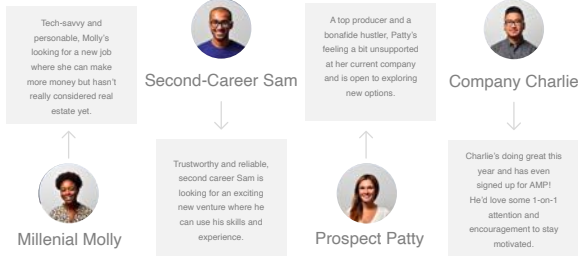 Tech-savvy and
personable, Molly's
looking for a new job
where she can make
more money but hasn't
really considered real
estate yet.
Millenial Molly
Second-Career Sam
Trustworthy and reliable,
second career Sam is
looking for an exciting
new venture where he
can use his skills and
experience.
A top producer and a
bonafide hustler, Patty's
feeling a bit unsupported
at her current company
and is open to exploring
new options.
Prospect Patty
Company Charlie
Charlie's doing great this
year and has even
signed up for AMP!
He'd love some 1-on-1
attention and
encouragement to stay
motivated.